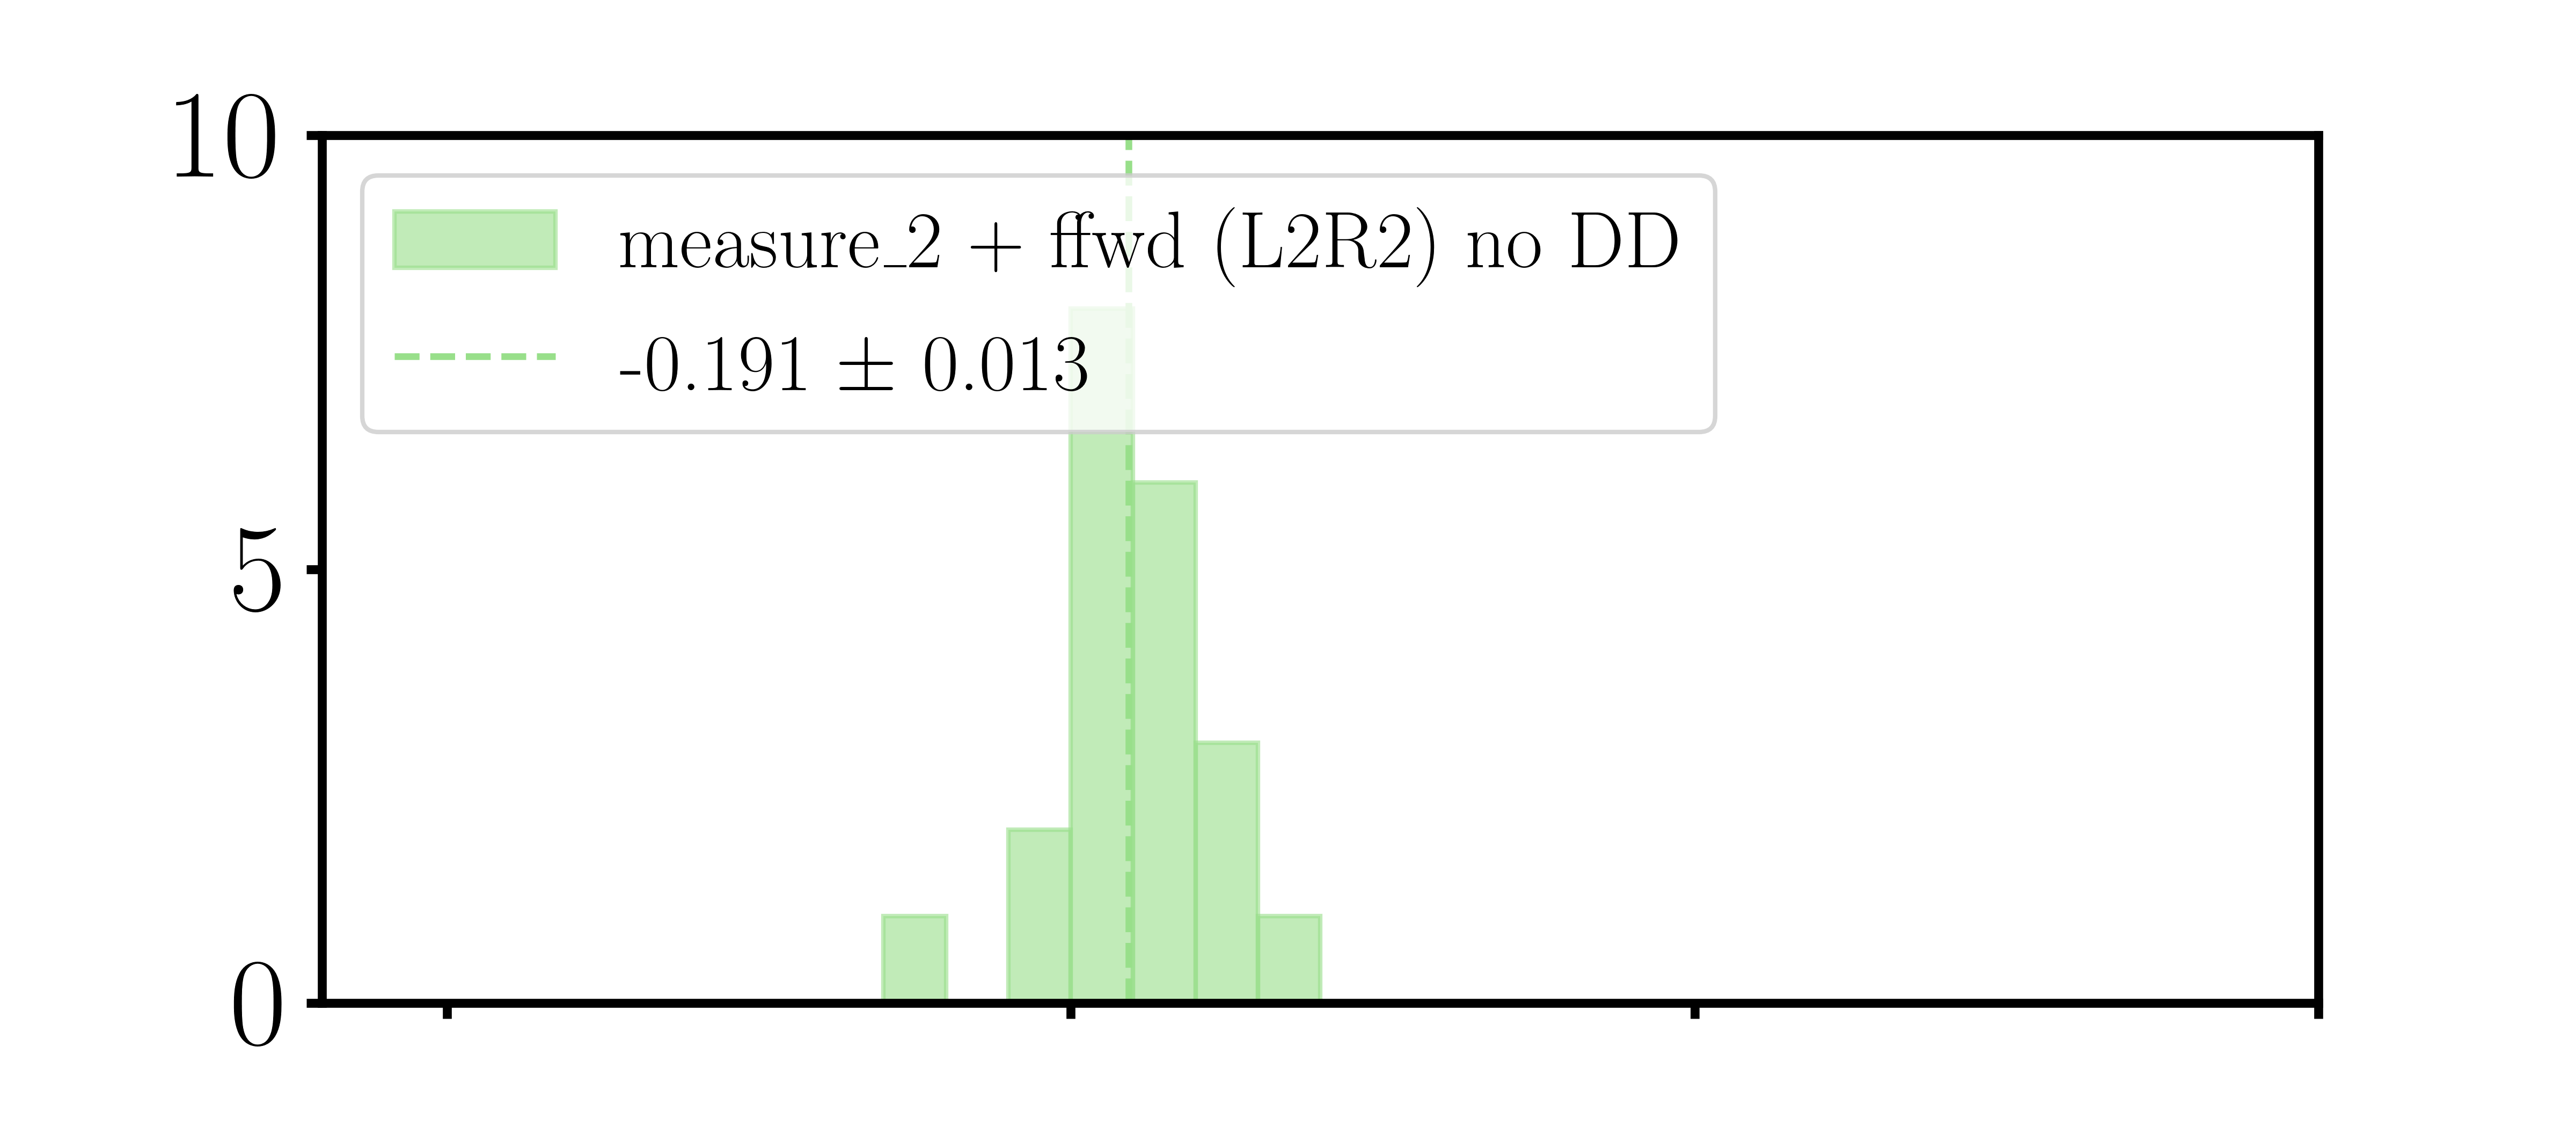 10
measure_2 + ffwd (L2R2) no DD
-0.191 ± 0.013
5
0